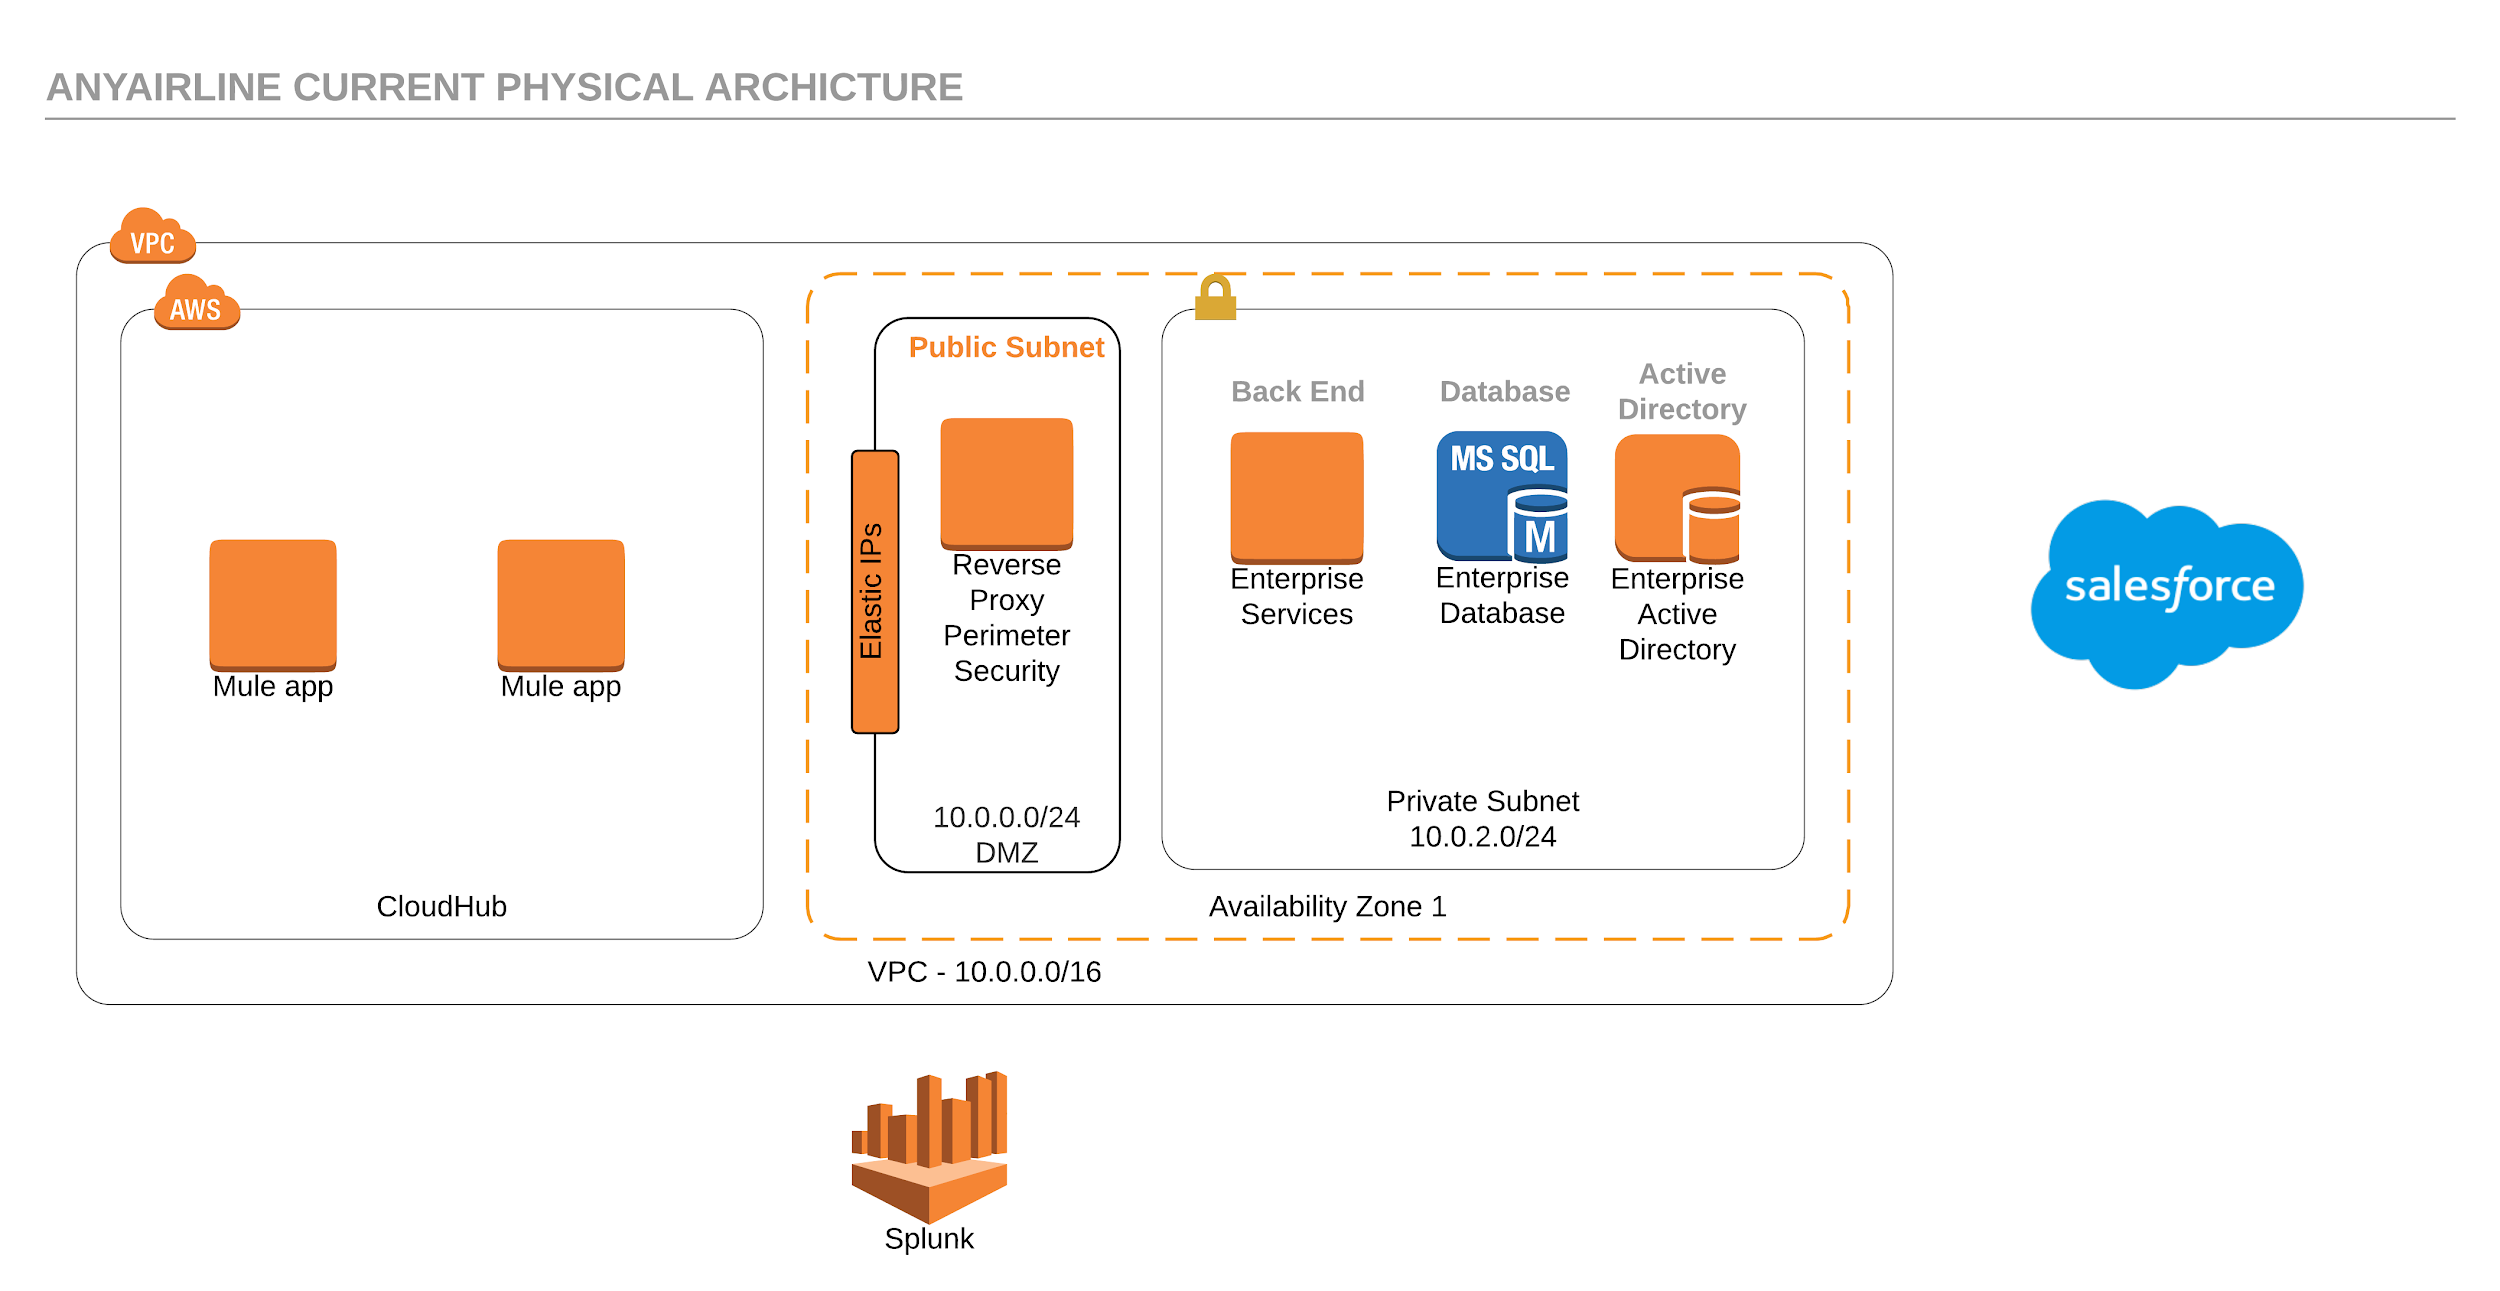 ANYAIRLINE CURRENT PHYSICAL ARCHICTURE
VPC
AWS
Mule app
Mule app
CloudHub
Public Subnet
Elastic IPs
Reverse
Proxy
Perimeter
Security
10.0.0.0/24
DMZ
Back End
Enterprise
Services
Database
MS SQL
M
Enterprise
Database
Active
Directory
Enterprise
Active
Directory
Private Subnet
10.0.2.0/24
Availability Zone 1
VPC - 10.0.0.0/16
salesforce
Splunk